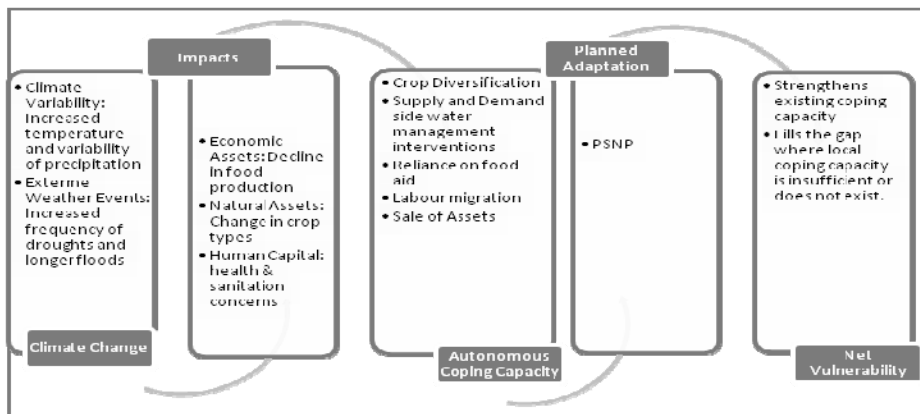 Impacts
• Climate
Variability:
Increased
temperature
and variability
of precipitation
• Exterme
Weather Events:
Increased
frequency of
droughts and
longer floods
Climate Change
• Economic
Assets: Decline
in food
production
• Natural Assets:
Change in crop
types
• Human Capital:
health &
sanitation
concerns
• Crop Diversification
• Supply and Demand
side water
management
interventions
• Reliance on food
aid
• Labour migration
• Sale of Assets
Autonomous
Coping Capacity
Planned
Adaptation
• PSNP
• Strengthens
existing coping
capacity
• Fills the gap
where local
coping capacity
is insufficient or
does not exist.
Net
Vulnerability